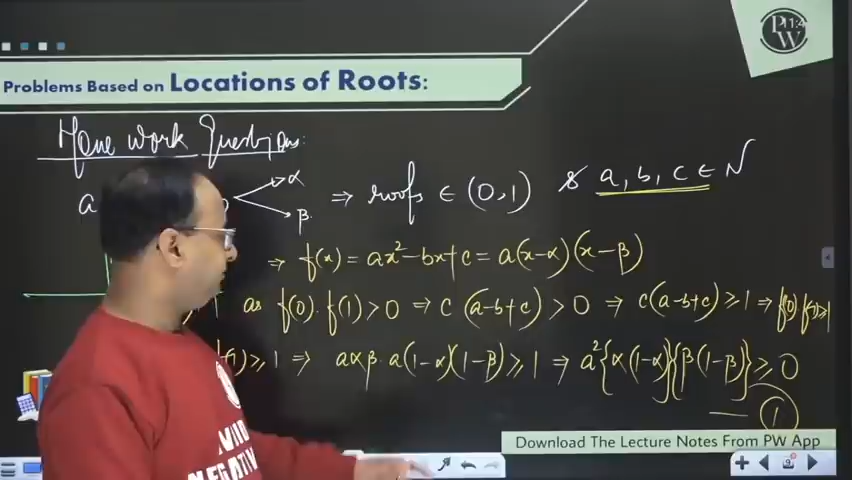 PW
Problems Based on Locations of Roots:
Home Work Questions:
a α β ⇒ roots ∈ (0,1) & a, b, c ∈ N
⇒ f(x) = ax² - bx + c = a(x-α)(x-β)
as f(0).f(1) > 0 ⇒ c(a-b+c) > 0 ⇒ c(a-b+c) ≥ 1 ⇒ f(0) f(1) ≥ 1
f(1) ≥ 1 ⇒ aαβ.a(1-α)(1-β) ≥ 1 ⇒ a²{α(1-α)}{β(1-β)} ≥ 0
— ①
NEGATIV
Download The Lecture Notes From PW App